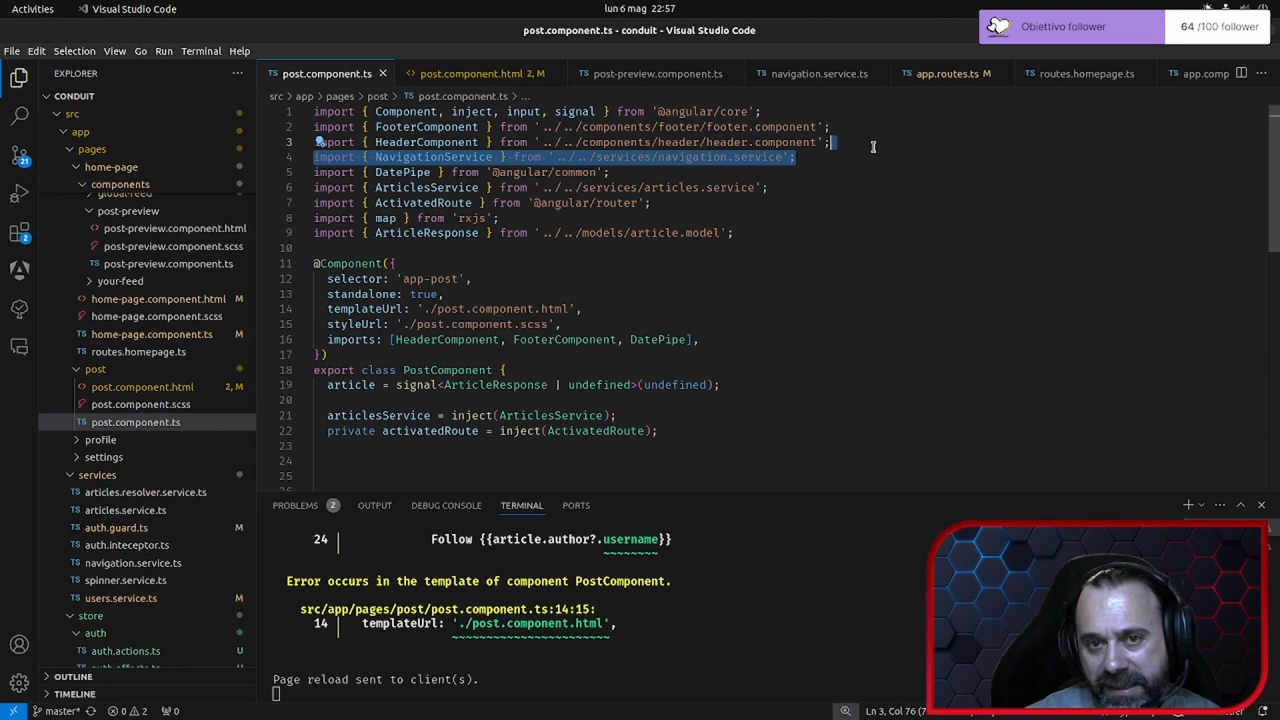 Activities
Visual Studio Code
lun 6 mag 22:57
post.component.ts - conduit - Visual Studio Code
Obiettivo follower
64 /100 follower
File Edit Selection View Go Run Terminal Help
EXPLORER
CONDUIT
src
app
pages
home-page
components
global-feed
post-preview
post-preview.component.html
post-preview.component.scss
post-preview.component.ts
your-feed
home-page.component.html M
home-page.component.scss
home-page.component.ts M
routes.homepage.ts
post
post.component.html 2, M
post.component.scss
post.component.ts
profile
settings
services
articles.resolver.service.ts
articles.service.ts
auth.guard.ts M
auth.inteceptor.ts
navigation.service.ts
spinner.service.ts
users.service.ts M
store
auth
auth.actions.ts U
OUTLINE
TIMELINE
21
2
post.component.ts
post.component.html 2, M
post-preview.component.ts
navigation.service.ts
app.routes.ts M
routes.homepage.ts
app.comp
src > app > pages > post > post.component.ts > ...
1 import { Component, inject, input, signal } from '@angular/core';
2 import { FooterComponent } from '../../components/footer/footer.component';
3 port { HeaderComponent } from '../../components/header/header.component';
4 import { NavigationService } from '../../services/navigation.service';
5 import { DatePipe } from '@angular/common';
6 import { ArticlesService } from '../../services/articles.service';
7 import { ActivatedRoute } from '@angular/router';
8 import { map } from 'rxjs';
9 import { ArticleResponse } from '../../models/article.model';
10
11 @Component({
12 selector: 'app-post',
13 standalone: true,
14 templateUrl: './post.component.html',
15 styleUrl: './post.component.scss',
16 imports: [HeaderComponent, FooterComponent, DatePipe],
17 })
18 export class PostComponent {
19 article = signal<ArticleResponse | undefined>(undefined);
20
21 articlesService = inject(ArticlesService);
22 private activatedRoute = inject(ActivatedRoute);
23
24
25
PROBLEMS 2 OUTPUT DEBUG CONSOLE TERMINAL PORTS
24 | Follow {{article.author?.username}}
~~~~~~~~
Error occurs in the template of component PostComponent.
src/app/pages/post/post.component.ts:14:15:
14 | templateUrl: './post.component.html',
~~~~~~~~~~~~~~~~~~~~~~~
Page reload sent to client(s).
master* 0 2 0
Ln 3, Col 76 (7